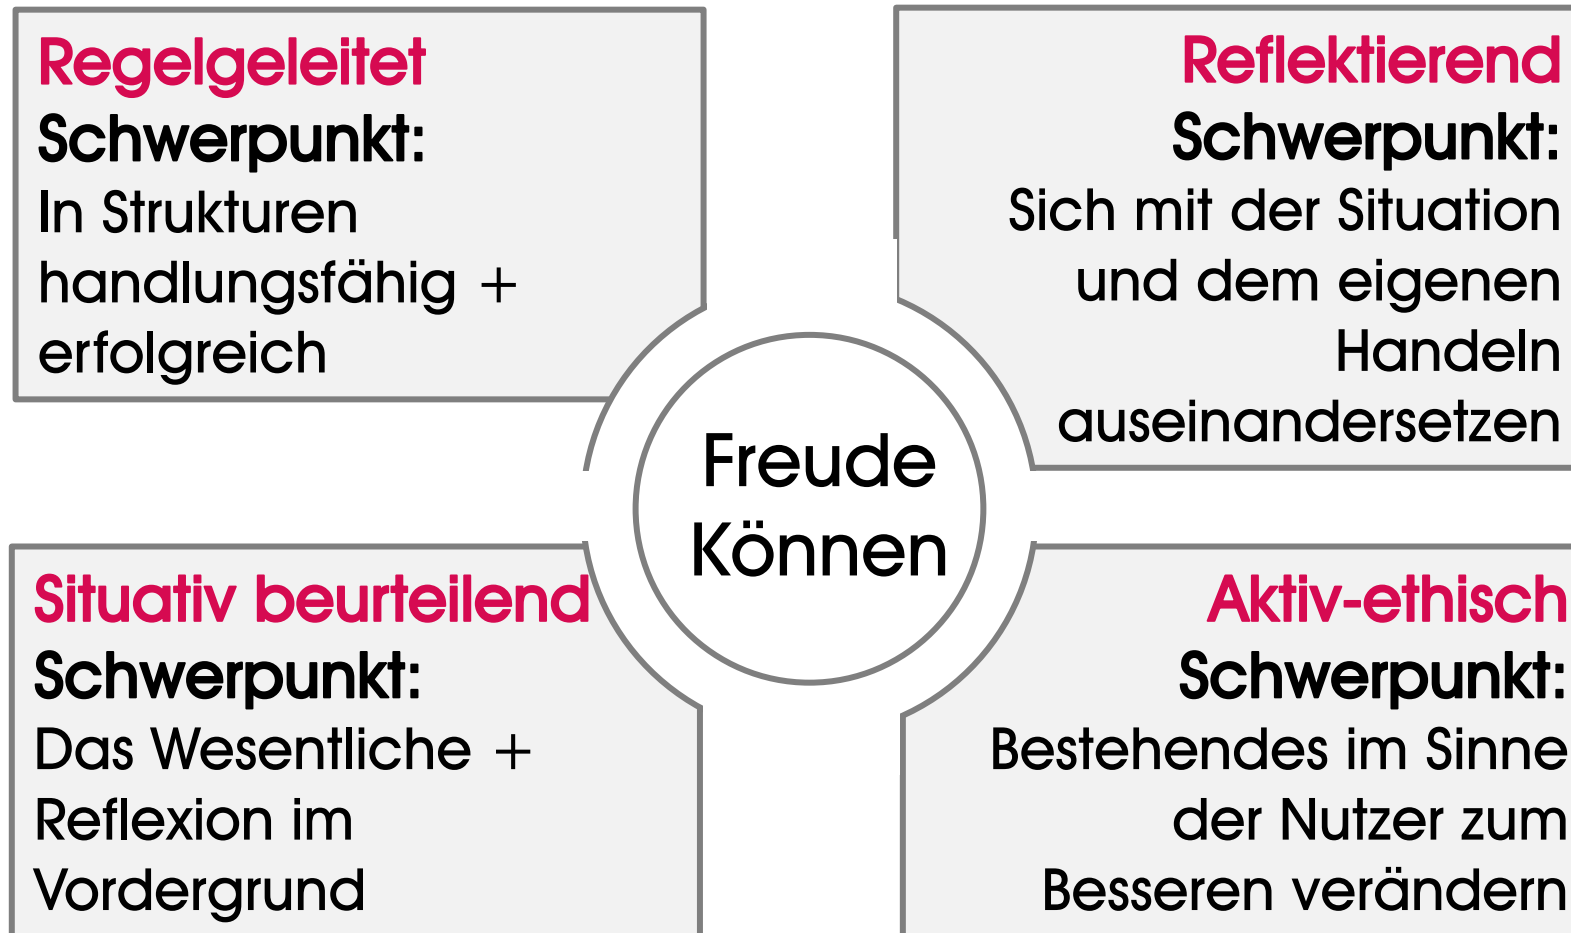 Regelgeleitet
Schwerpunkt:
In Strukturen
handlungsfähig +
erfolgreich
Reflektierend
Schwerpunkt:
Sich mit der Situation
und dem eigenen
Handeln
auseinandersetzen
Freude
Können
Situativ beurteilend
Schwerpunkt:
Das Wesentliche +
Reflexion im
Vordergrund
Aktiv-ethisch
Schwerpunkt:
Bestehendes im Sinne
der Nutzer zum
Besseren verändern